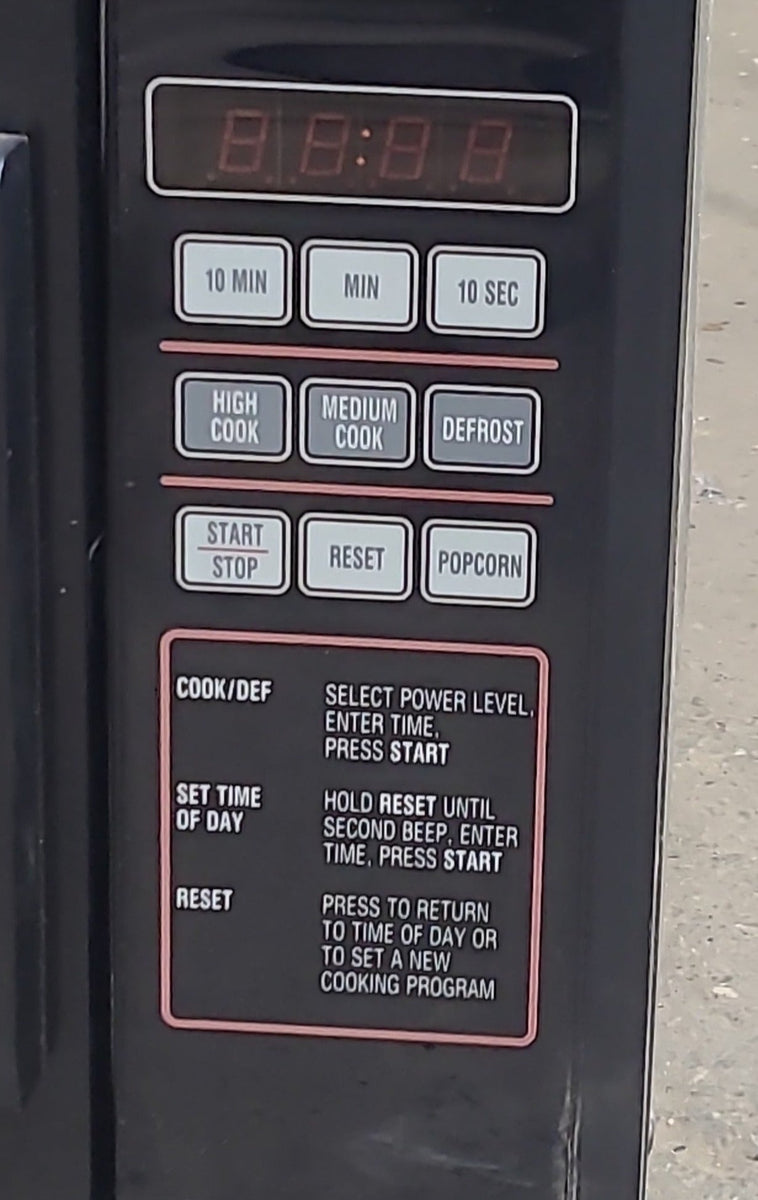 88:88
10 MIN
MIN
10 SEC
HIGH
COOK
MEDIUM
COOK
DEFROST
START
STOP
RESET
POPCORN
COOK/DEF
SELECT POWER LEVEL,
ENTER TIME,
PRESS START
SET TIME
OF DAY
HOLD RESET UNTIL
SECOND BEEP, ENTER
TIME, PRESS START
RESET
PRESS TO RETURN
TO TIME OF DAY OR
TO SET A NEW
COOKING PROGRAM